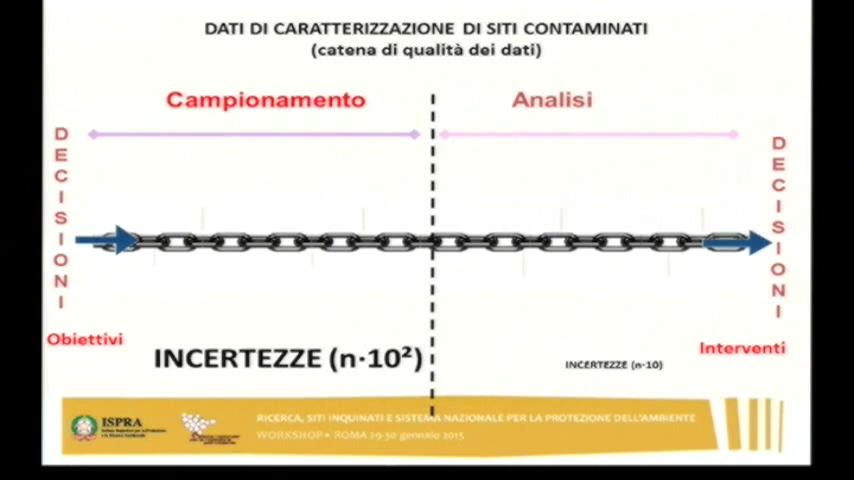 DATI DI CARATTERIZZAZIONE DI SITI CONTAMINATI
(catena di qualità dei dati)
Campionamento
Analisi
DECISIONI
DECISIONI
Obiettivi
Interventi
INCERTEZZE (n·10²)
INCERTEZZE (n·10)
ISPRA
RICERCA, SITI INQUINATI E SISTEMA NAZIONALE PER LA PROTEZIONE DELL'AMBIENTE
WORKSHOP • ROMA 29-30 gennaio 2015